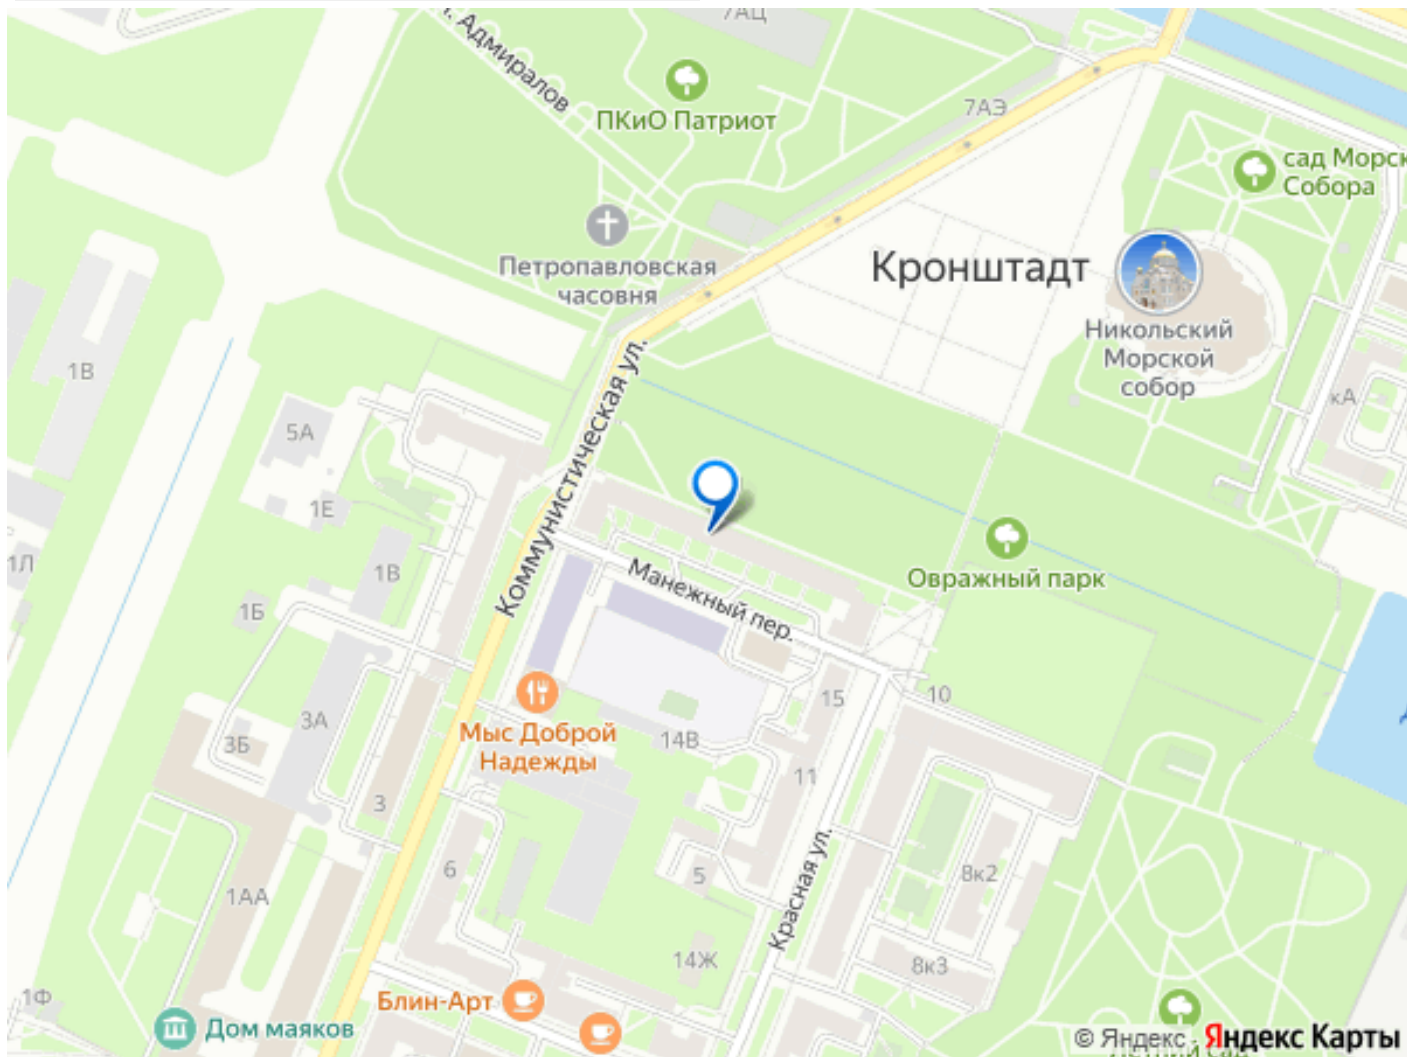 7АЦ
Адмиралов
ПКиО Патриот
7АЭ
сад Морск
Собора
Петропавловская
часовня
Кронштадт
Никольский
Морской
собор
1В
кА
5А
Коммунистическая ул.
1Е
1Л
1В
Овражный парк
Манежный пер.
1Б
15
10
3А
3Б
Мыс Доброй
Надежды
14В
11
3
6
5
8к2
1АА
Красная ул.
14Ж
8к3
1Ф
Блин-Арт
Дом маяков
© Яндекс
Яндекс Карты